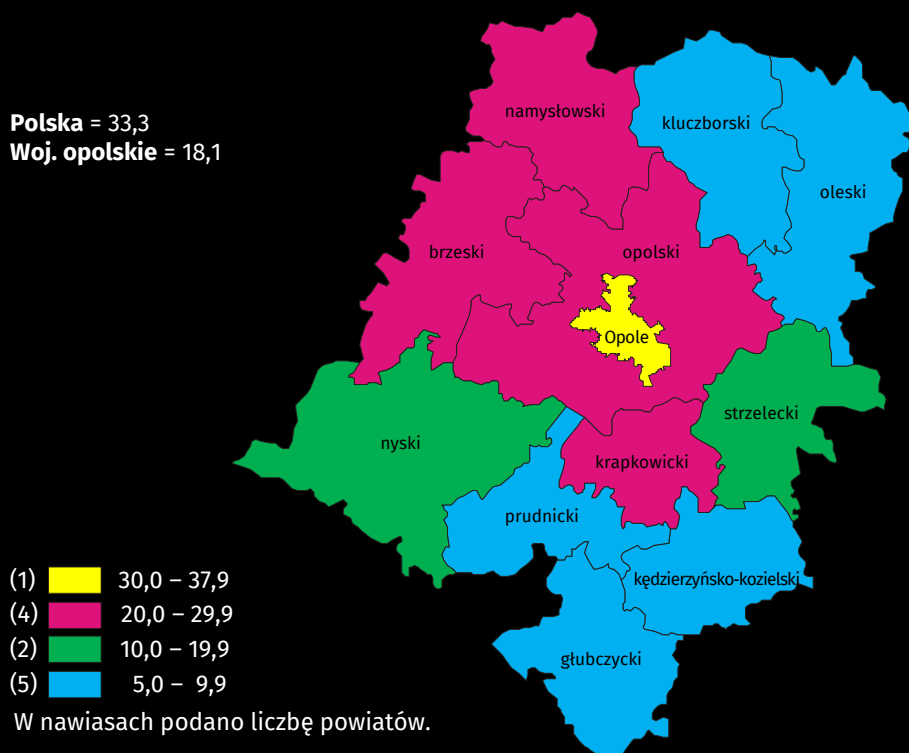 Polska = 33,3
Woj. opolskie = 18,1
namysłowski
kluczborski
oleski
brzeski
opolski
Opole
strzelecki
nyski
krapkowicki
prudnicki
kędzierzyńsko-kozielski
głubczycki
(1) 30,0 – 37,9
(4) 20,0 – 29,9
(2) 10,0 – 19,9
(5) 5,0 – 9,9
W nawiasach podano liczbę powiatów.